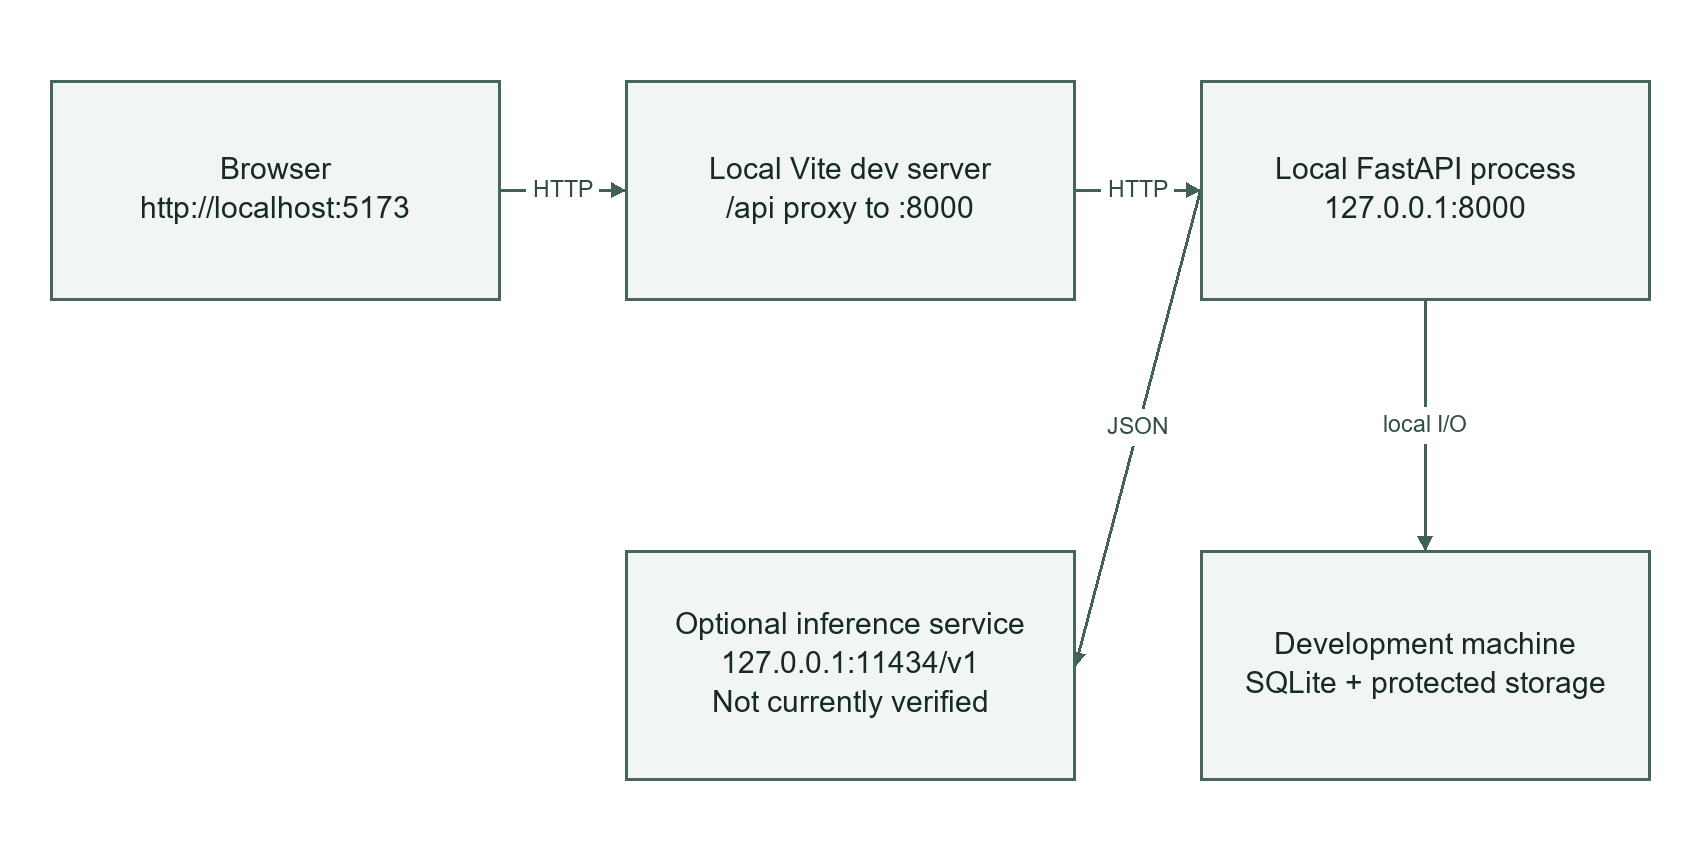 Browser
http://localhost:5173
HTTP
Local Vite dev server
/api proxy to :8000
HTTP
Local FastAPI process
127.0.0.1:8000
JSON
local I/O
Optional inference service
127.0.0.1:11434/v1
Not currently verified
Development machine
SQLite + protected storage